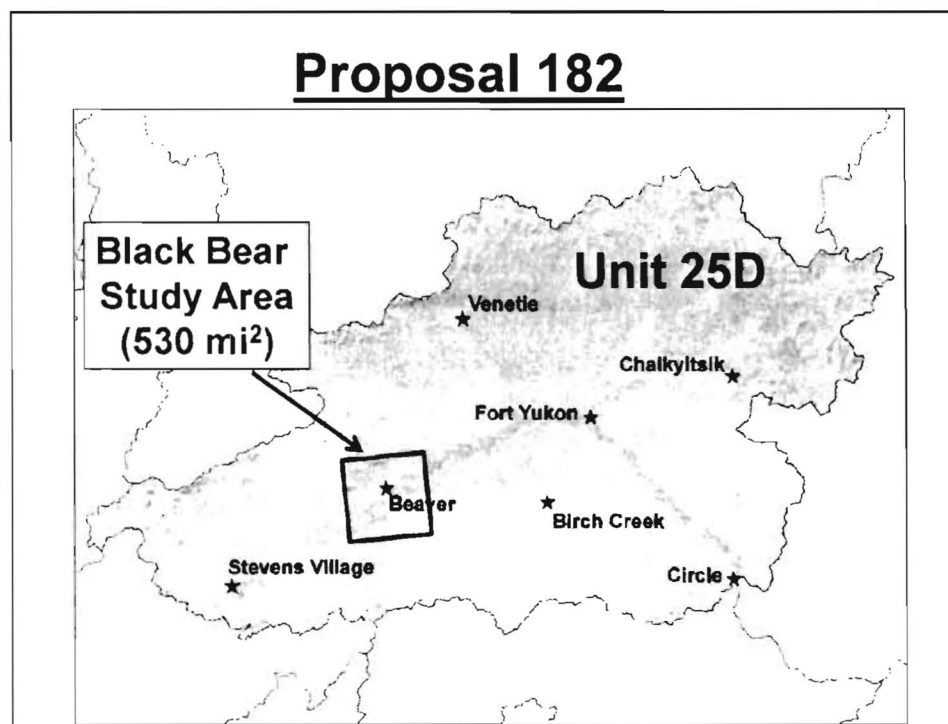 Proposal 182
Black Bear
Study Area
(530 mi²)
Unit 25D
Venetie
Chalkyitsik
Fort Yukon
Beaver
Birch Creek
Stevens Village
Circle